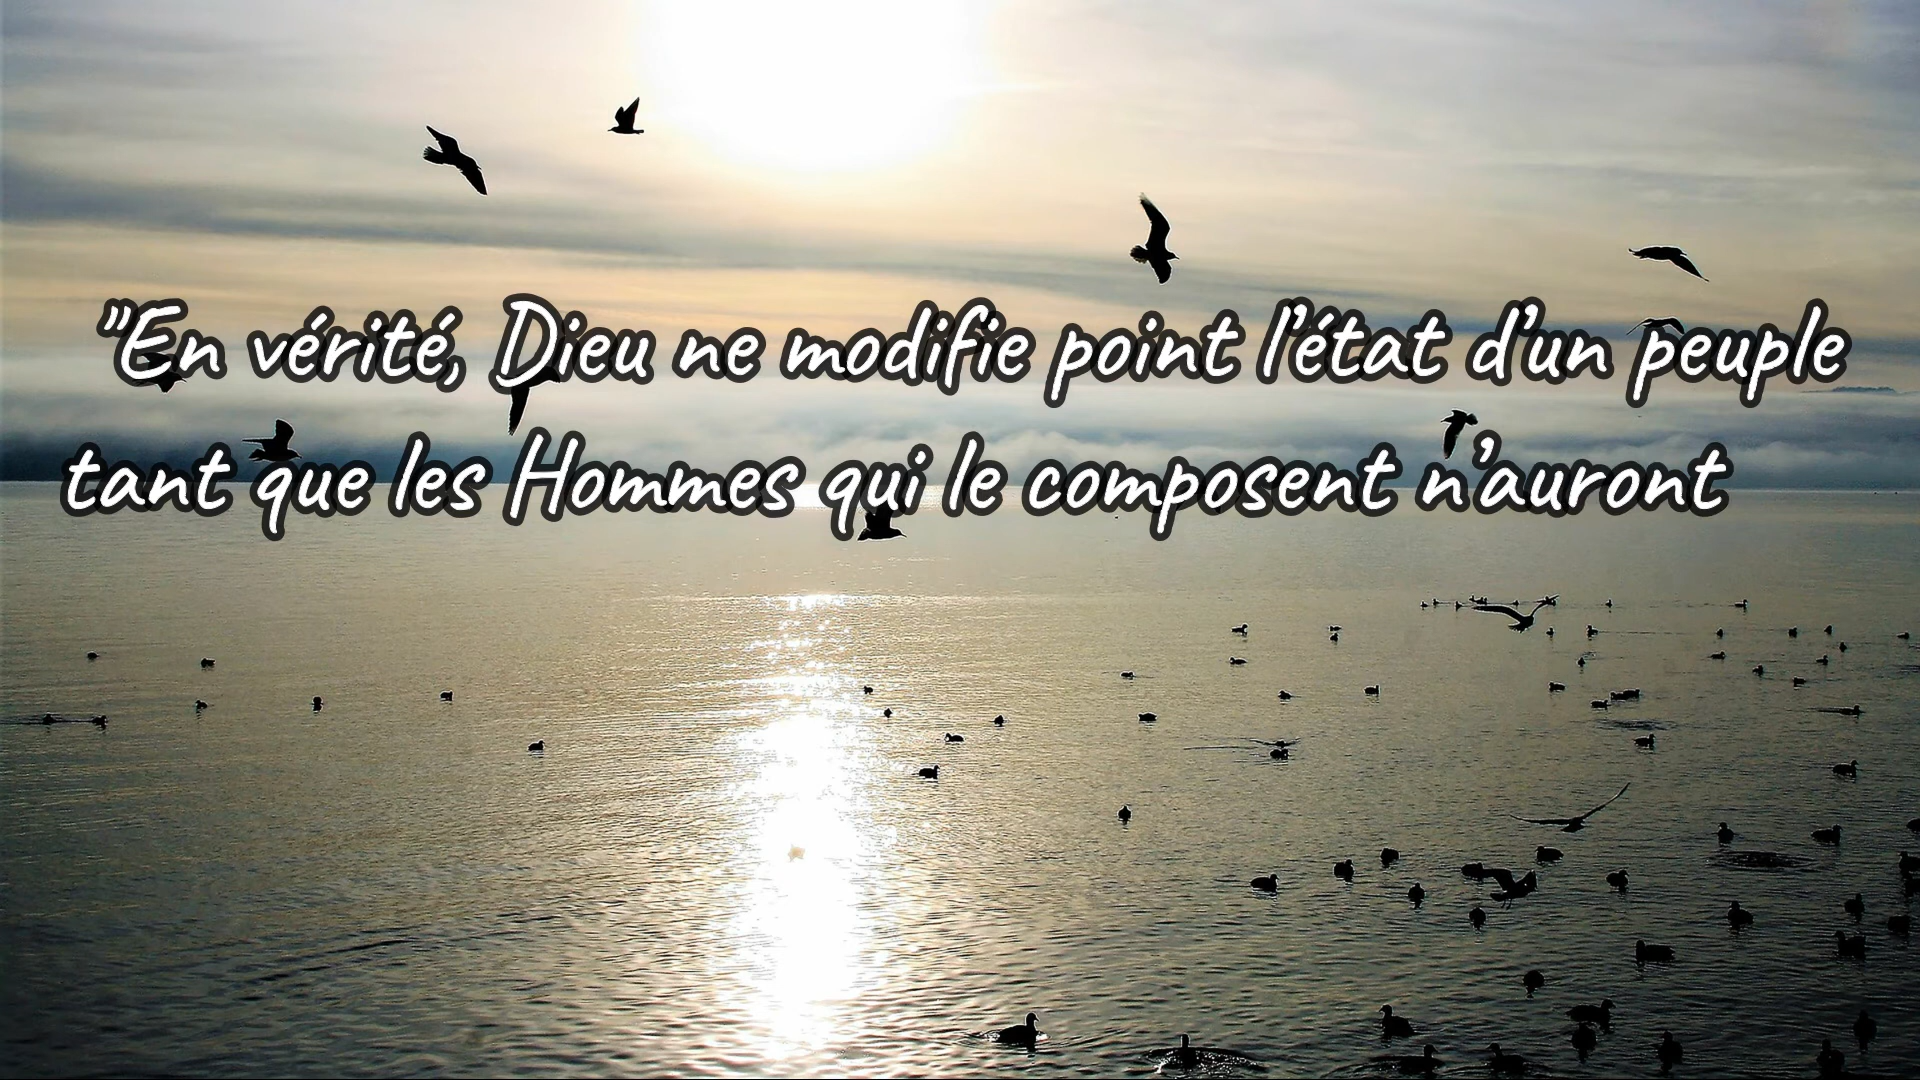 "En vérité, Dieu ne modifie point l'état d'un peuple
tant que les Hommes qui le composent n'auront